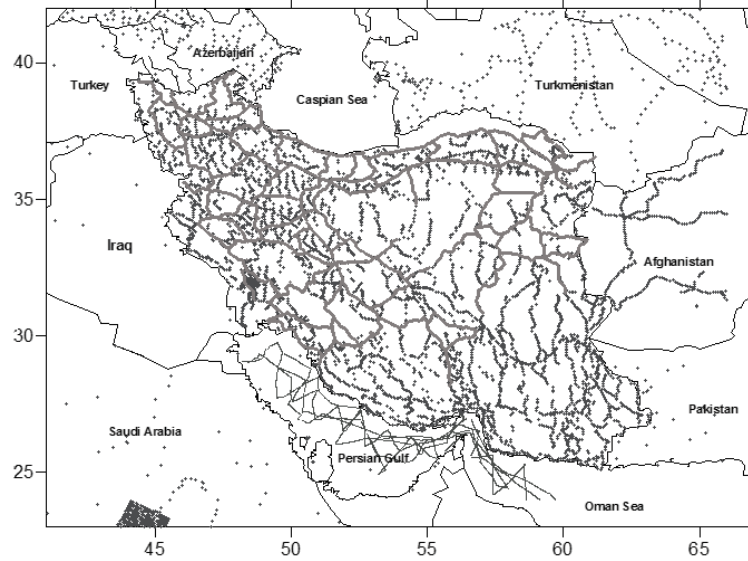 40
35
30
25
45
50
55
60
65
Azerbaijan
Turkey
Caspian Sea
Turkmenistan
Iraq
Afghanistan
Saudi Arabia
Persian Gulf
Pakistan
Oman Sea